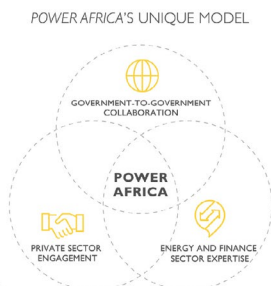 POWER AFRICA'S UNIQUE MODEL
GOVERNMENT-TO-GOVERNMENT
COLLABORATION
POWER
AFRICA
PRIVATE SECTOR
ENGAGEMENT
ENERGY AND FINANCE
SECTOR EXPERTISE